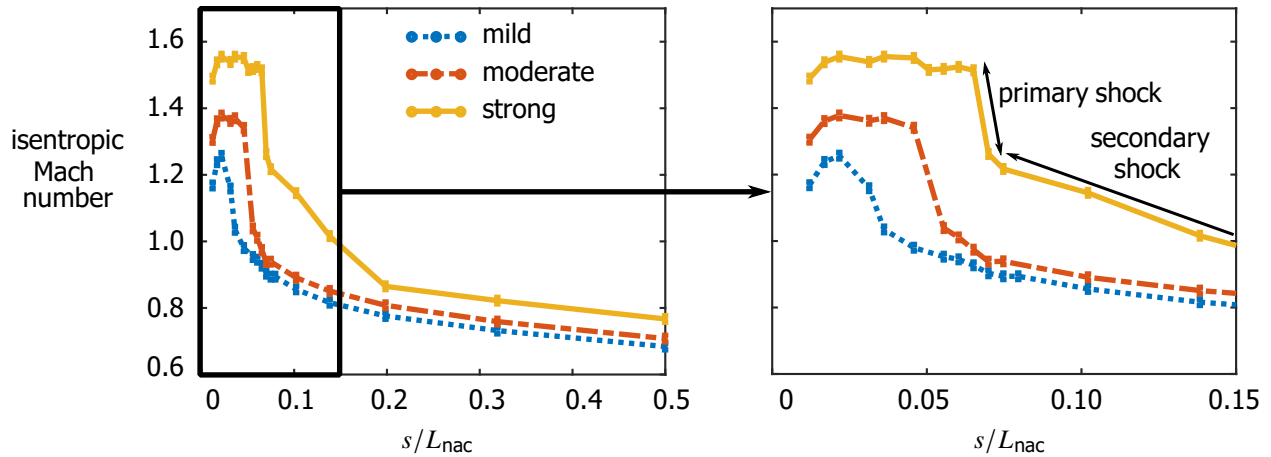 isentropic
Mach
number
1.6
1.4
1.2
1.0
0.8
0.6
0
0.1
0.2
0.3
0.4
0.5
s/Lnac
mild
moderate
strong
primary shock
secondary
shock
0
0.05
0.10
0.15
s/Lnac